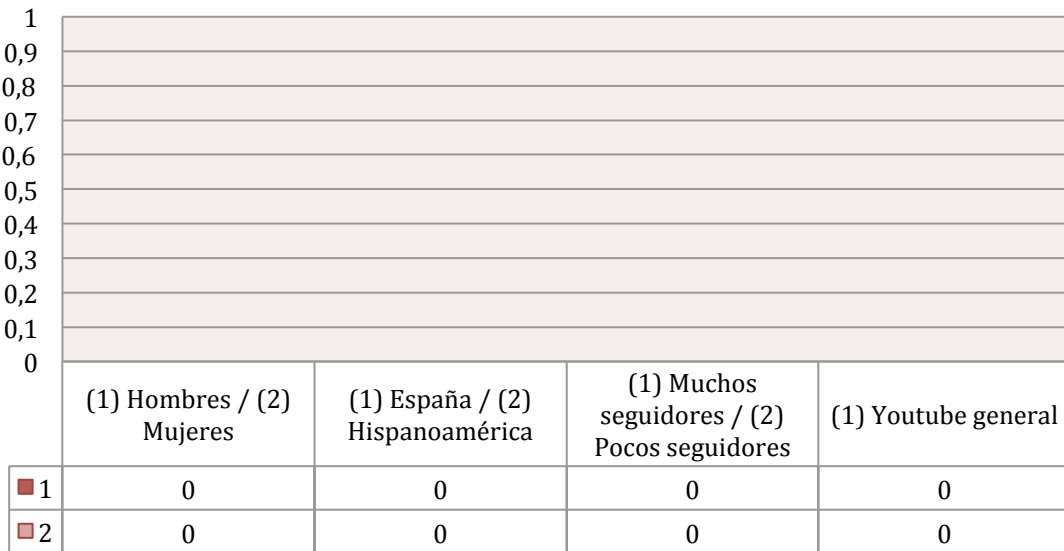 1
0,9
0,8
0,7
0,6
0,5
0,4
0,3
0,2
0,1
0
(1) Hombres / (2)
Mujeres
(1) España / (2)
Hispanoamérica
(1) Muchos
seguidores / (2)
Pocos seguidores
(1) Youtube general
1 0 0 0 0
2 0 0 0 0